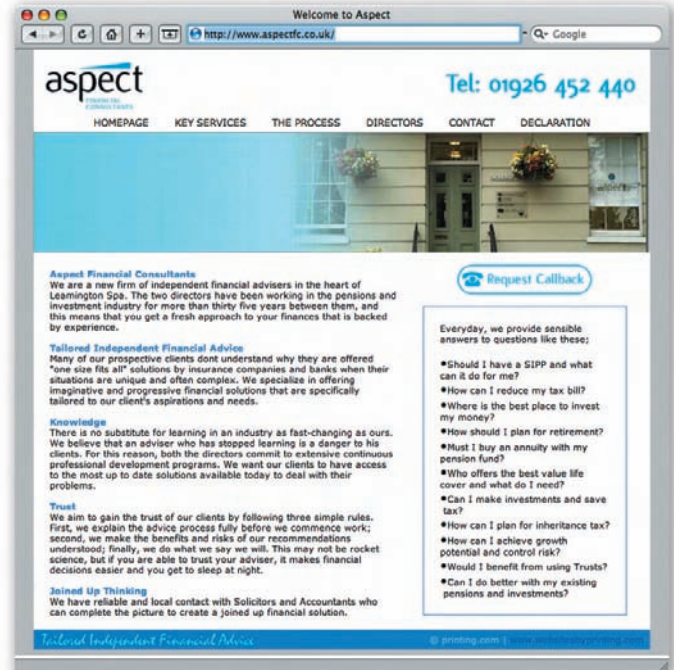 Welcome to Aspect
http://www.aspectfc.co.uk/
Google
aspect
FINANCIAL
CONSULTANTS
Tel: 01926 452 440
HOMEPAGE KEY SERVICES THE PROCESS DIRECTORS CONTACT DECLARATION
Aspect Financial Consultants
We are a new firm of independent financial advisers in the heart of
Leamington Spa. The two directors have been working in the pensions and
investment industry for more than thirty five years between them, and
this means that you get a fresh approach to your finances that is backed
by experience.
Tailored Independent Financial Advice
Many of our prospective clients dont understand why they are offered
"one size fits all" solutions by insurance companies and banks when their
situations are unique and often complex. We specialize in offering
imaginative and progressive financial solutions that are specifically
tailored to our client's aspirations and needs.
Knowledge
There is no substitute for learning in an industry as fast-changing as ours.
We believe that an adviser who has stopped learning is a danger to his
clients. For this reason, both the directors commit to extensive continuous
professional development programs. We want our clients to have access
to the most up to date solutions available today to deal with their
problems.
Trust
We aim to gain the trust of our clients by following three simple rules.
First, we explain the advice process fully before we commence work;
second, we make the benefits and risks of our recommendations
understood; finally, we do what we say we will. This may not be rocket
science, but if you are able to trust your adviser, it makes financial
decisions easier and you get to sleep at night.
Joined Up Thinking
We have reliable and local contact with Solicitors and Accountants who
can complete the picture to create a joined up financial solution.
Request Callback
Everyday, we provide sensible
answers to questions like these;
•Should I have a SIPP and what
can it do for me?
•How can I reduce my tax bill?
•Where is the best place to invest
my money?
•How should I plan for retirement?
•Must I buy an annuity with my
pension fund?
•Who offers the best value life
cover and what do I need?
•Can I make investments and save
tax?
•How can I plan for inheritance tax?
•How can I achieve growth
potential and control risk?
•Would I benefit from using Trusts?
•Can I do better with my existing
pensions and investments?
Tailored Independent Financial Advice
© printing.com | www.websitesbyprinting.com